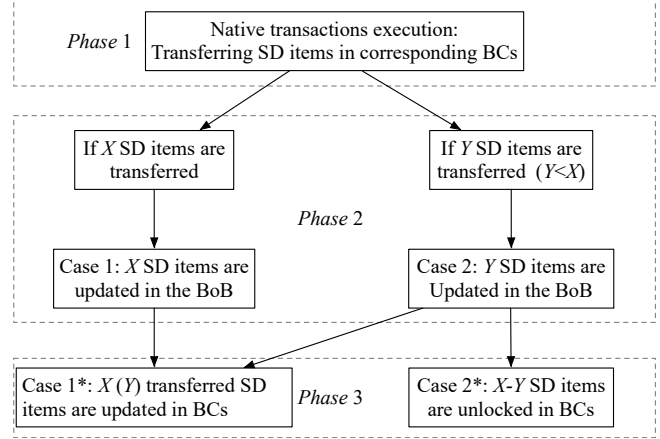 Phase 1
Native transactions execution:
Transferring SD items in corresponding BCs
If X SD items are
transferred
If Y SD items are
transferred (Y<X)
Phase 2
Case 1: X SD items are
updated in the BoB
Case 2: Y SD items are
Updated in the BoB
Case 1*: X (Y) transferred SD
items are updated in BCs
Phase 3
Case 2*: X-Y SD items
are unlocked in BCs